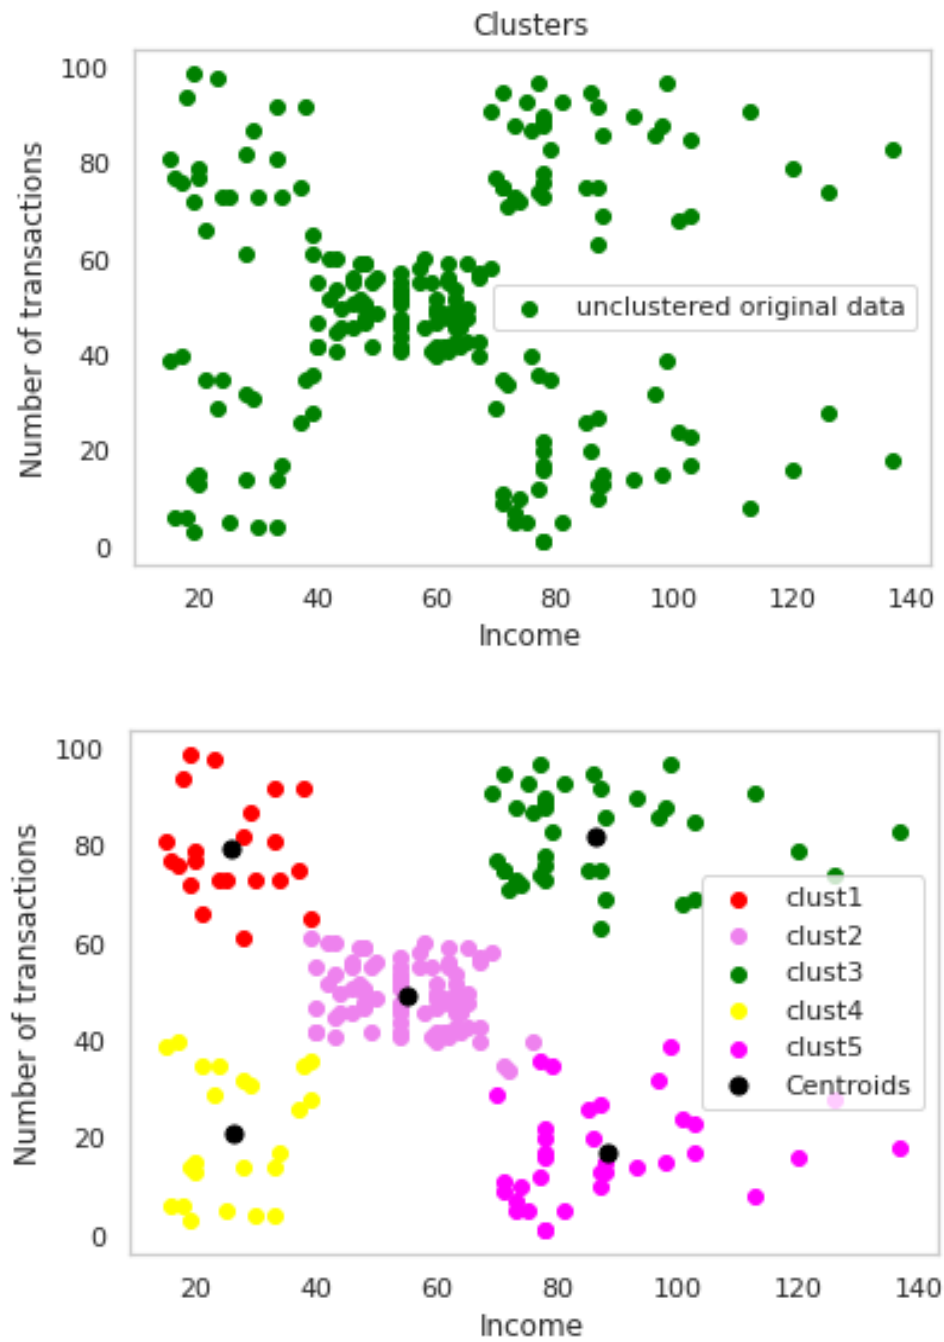 Clusters
100
80
60
40
20
0
Number of transactions
unclustered original data
20 40 60 80 100 120 140
Income
100
80
60
40
20
0
Number of transactions
clust1
clust2
clust3
clust4
clust5
Centroids
20 40 60 80 100 120 140
Income